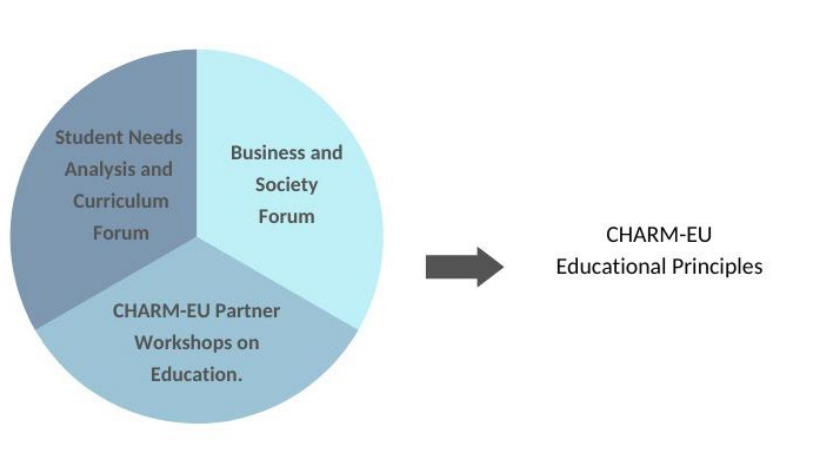 Student Needs
Analysis and
Curriculum
Forum
Business and
Society
Forum
CHARM-EU Partner
Workshops on
Education.
CHARM-EU
Educational Principles